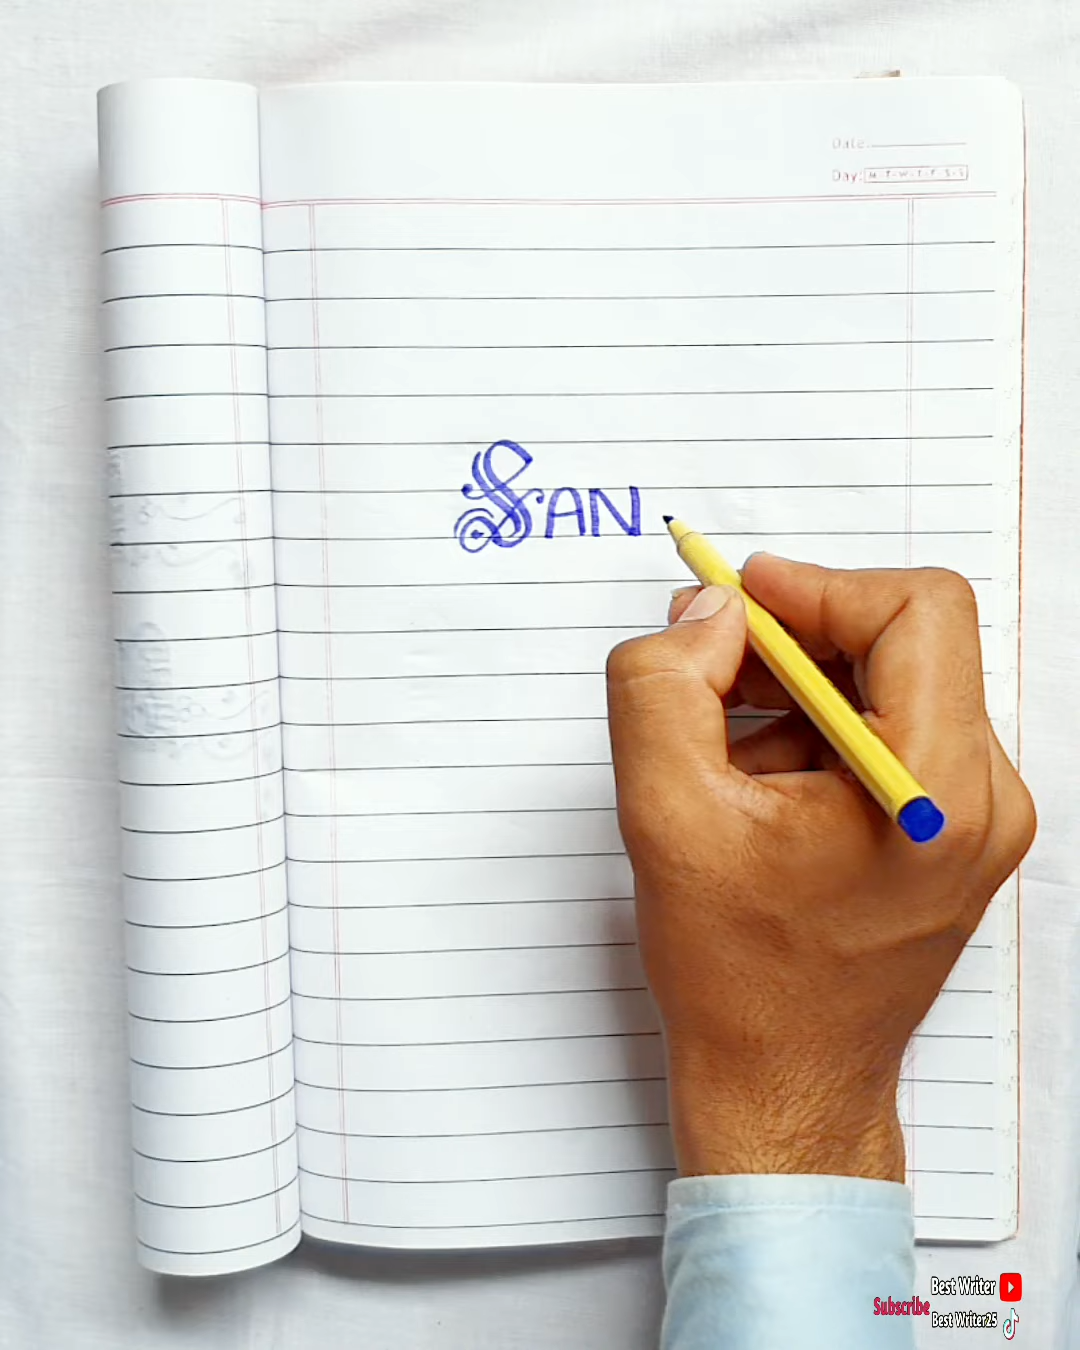 Date:
Day: M-T-W-T-F-S-S
SAN
Best Writer
Subscribe
Best Writer25